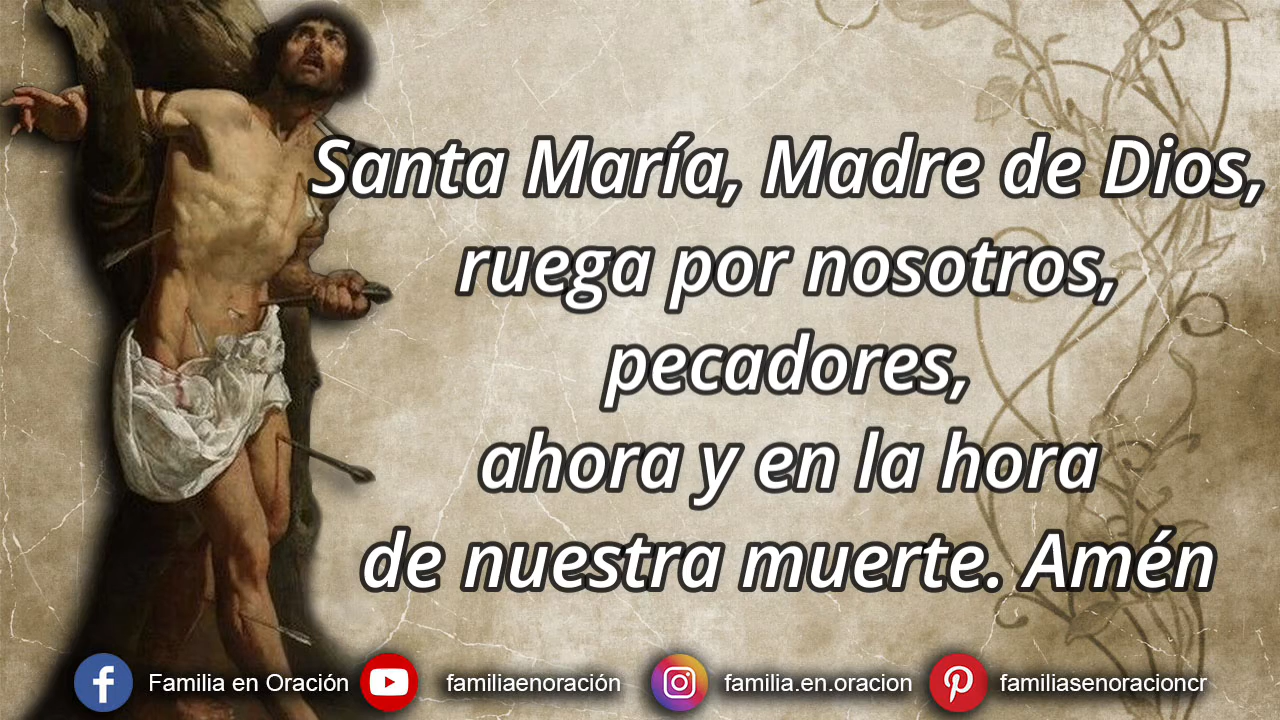 Santa María, Madre de Dios,
ruega por nosotros,
pecadores,
ahora y en la hora
de nuestra muerte. Amén
Familia en Oración familiaenoración familia.en.oracion familiasenoracioncr